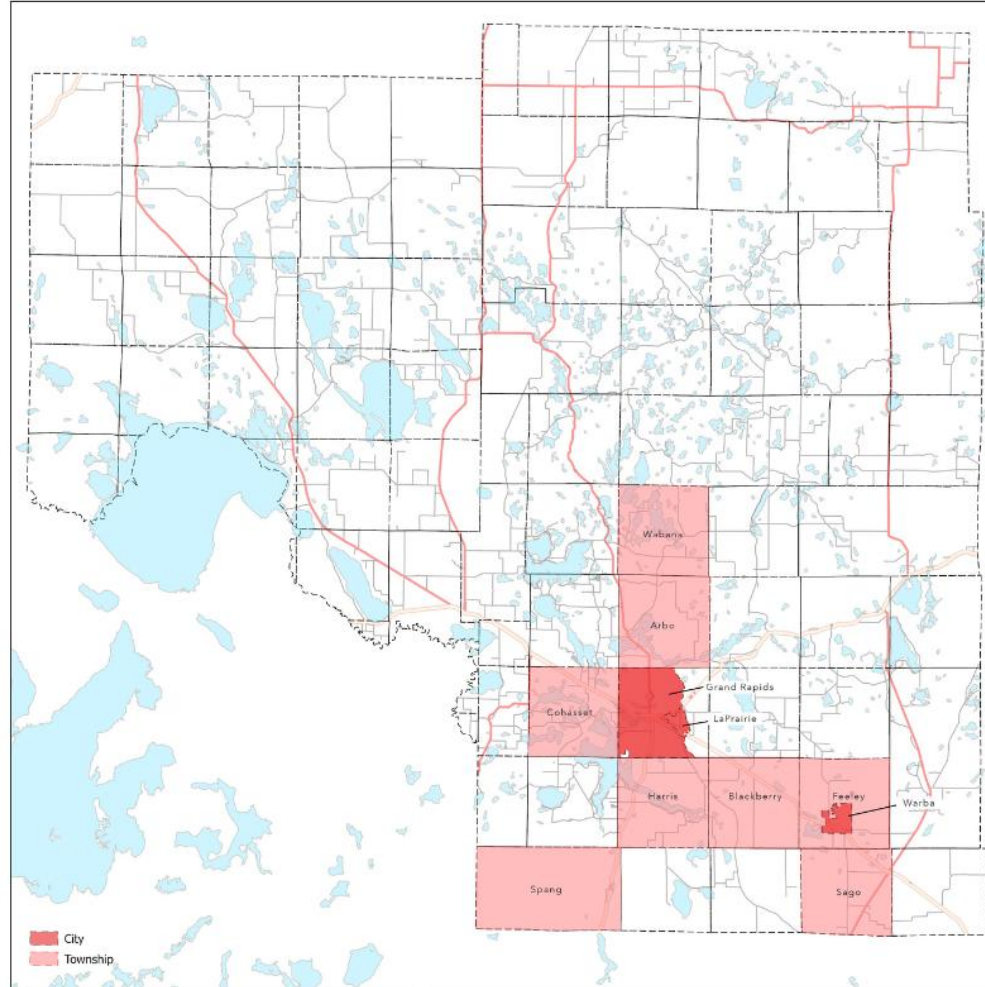 Wabana
Arbo
Grand Rapids
Cohasset
LaPrairie
Harris
Blackberry
Feeley
Warba
Spang
Sago
City
Township